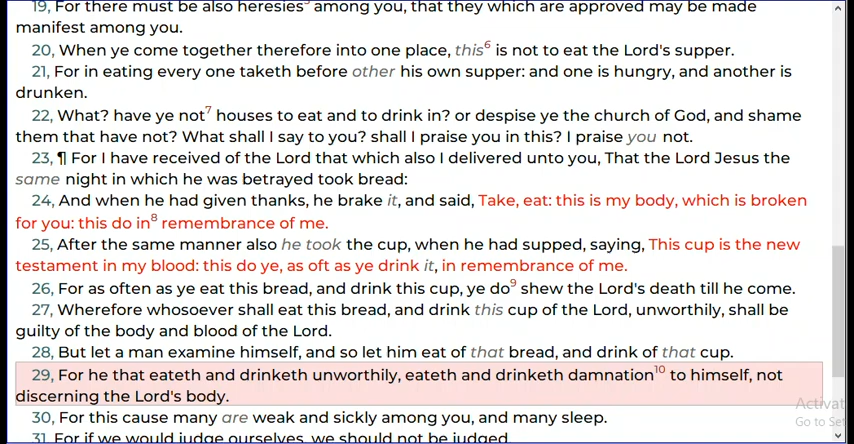 19, For there must be also heresies⁵ among you, that they which are approved may be made
manifest among you.
20, When ye come together therefore into one place, this⁶ is not to eat the Lord's supper.
21, For in eating every one taketh before other his own supper: and one is hungry, and another is
drunken.
22, What? have ye not⁷ houses to eat and to drink in? or despise ye the church of God, and shame
them that have not? What shall I say to you? shall I praise you in this? I praise you not.
23, ¶ For I have received of the Lord that which also I delivered unto you, That the Lord Jesus the
same night in which he was betrayed took bread:
24, And when he had given thanks, he brake it, and said, Take, eat: this is my body, which is broken
for you: this do in⁸ remembrance of me.
25, After the same manner also he took the cup, when he had supped, saying, This cup is the new
testament in my blood: this do ye, as oft as ye drink it, in remembrance of me.
26, For as often as ye eat this bread, and drink this cup, ye do⁹ shew the Lord's death till he come.
27, Wherefore whosoever shall eat this bread, and drink this cup of the Lord, unworthily, shall be
guilty of the body and blood of the Lord.
28, But let a man examine himself, and so let him eat of that bread, and drink of that cup.
29, For he that eateth and drinketh unworthily, eateth and drinketh damnation¹⁰ to himself, not
discerning the Lord's body.
30, For this cause many are weak and sickly among you, and many sleep.
31, For if we would judge ourselves, we should not be judged.
Activat
Go to Set